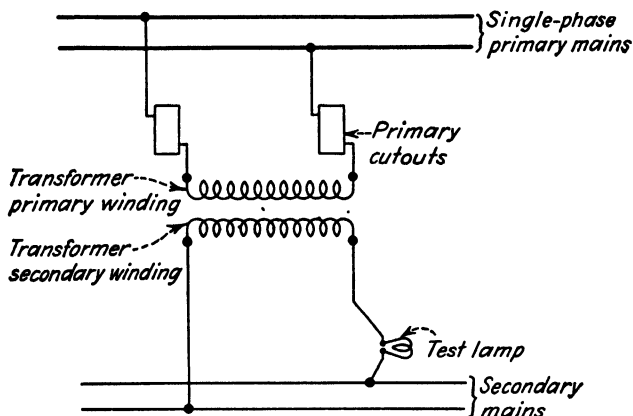 Single-phase
primary mains
Primary
cutouts
Transformer
primary winding
Transformer
secondary winding
Test lamp
Secondary
mains